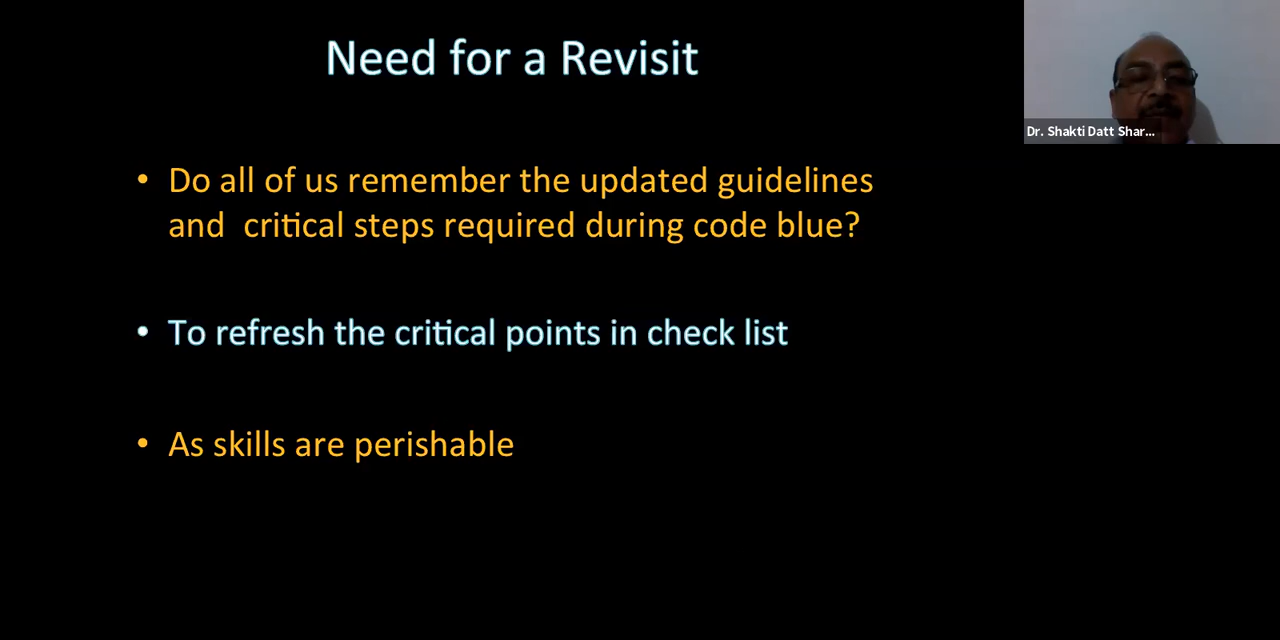 Need for a Revisit
Dr. Shakti Datt Shar...
• Do all of us remember the updated guidelines
and  critical steps required during code blue?
• To refresh the critical points in check list
• As skills are perishable